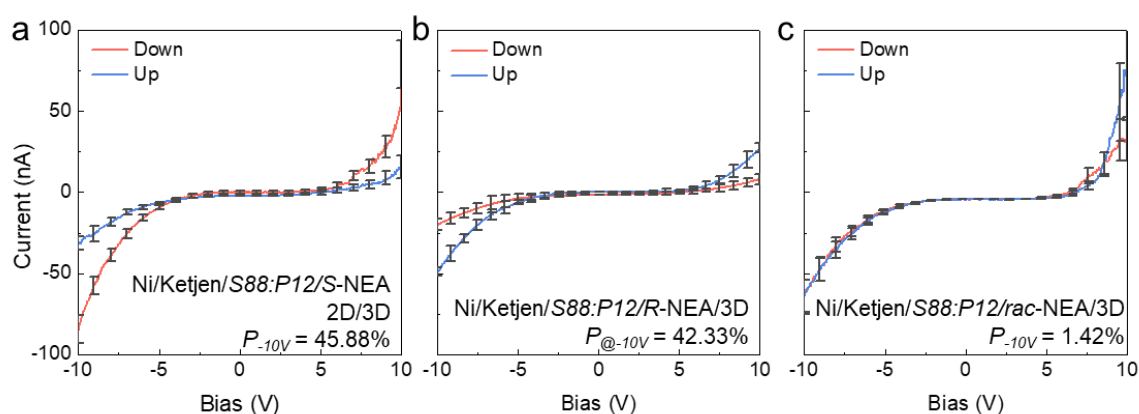 a
b
c
Down
Up
Down
Up
Down
Up
100
50
0
-50
-100
Current (nA)
Ni/Ketjen/S88:P12/S-NEA
2D/3D
P-10V = 45.88%
Ni/Ketjen/S88:P12/R-NEA/3D
P@-10V = 42.33%
Ni/Ketjen/S88:P12/rac-NEA/3D
P-10V = 1.42%
-10 -5 0 5 10
-10 -5 0 5 10
-10 -5 0 5 10
Bias (V)
Bias (V)
Bias (V)